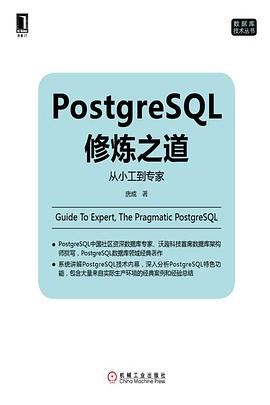 数据库
技术丛书
PostgreSQL
修炼之道
从小工到专家
唐成 著
Guide To Expert, The Pragmatic PostgreSQL
● PostgreSQL中国社区资深数据库专家、沃趣科技首席数据库架构
师撰写,PostgreSQL数据库领域经典著作
● 系统讲解PostgreSQL技术内幕,深入分析PostgreSQL特色功
能,包含大量来自实际生产环境的经典案例和经验总结
机械工业出版社
China Machine Press